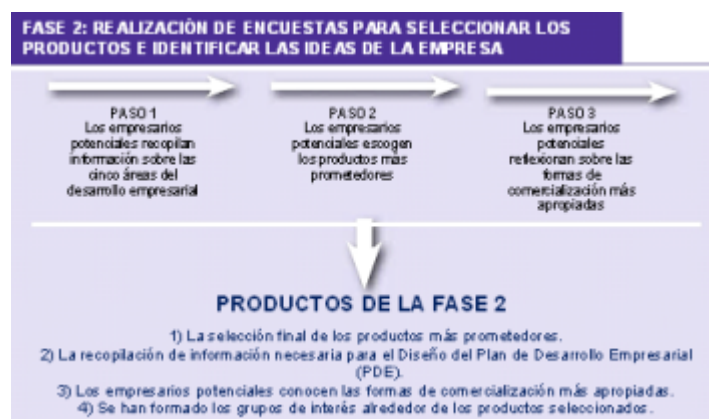 FASE 2: REALIZACIÓN DE ENCUESTAS PARA SELECCIONAR LOS
PRODUCTOS E IDENTIFICAR LAS IDEAS DE LA EMPRESA
PASO 1
Los empresarios
potenciales recopilan
información sobre las
cinco áreas del
desarrollo empresarial
PASO 2
Los empresarios
potenciales escogen
los productos más
prometedores
PASO 3
Los empresarios
potenciales
reflexionan sobre las
formas de
comercialización más
apropiadas
PRODUCTOS DE LA FASE 2
1) La selección final de los productos más prometedores.
2) La recopilación de información necesaria para el Diseño del Plan de Desarrollo Empresarial
(PDE).
3) Los empresarios potenciales conocen las formas de comercialización más apropiadas.
4) Se han formado los grupos de interés alrededor de los productos seleccionados.